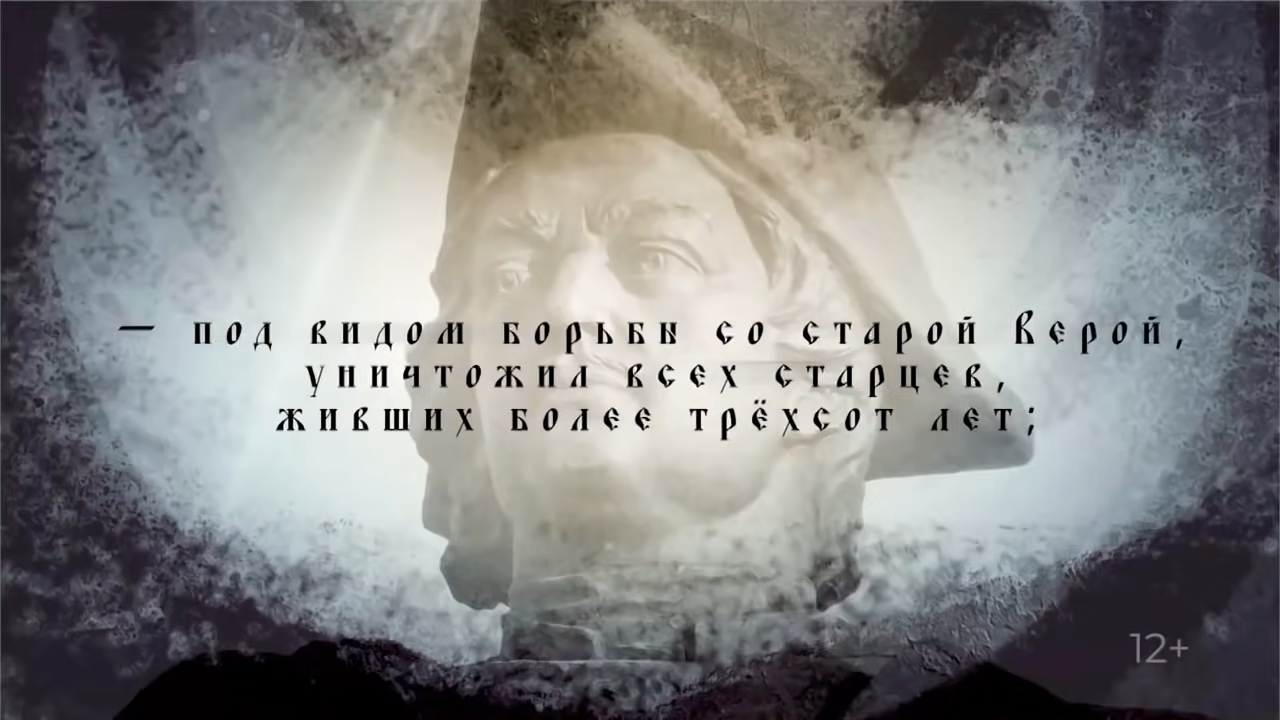 — под видом борьбы со старой Верой,
уничтожил всех старцев,
живших более трёхсот лет;
12+